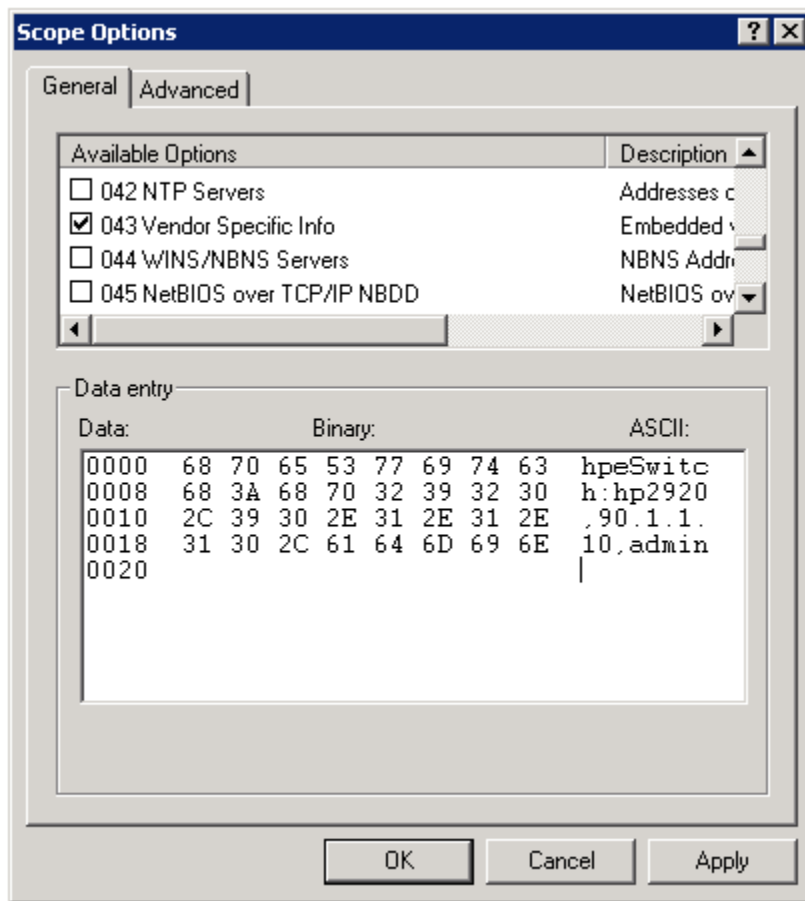 Scope Options
General Advanced
Available Options Description
042 NTP Servers Addresses c
043 Vendor Specific Info Embedded v
044 WINS/NBNS Servers NBNS Addr
045 NetBIOS over TCP/IP NBDD NetBIOS ov
Data entry
Data: Binary: ASCII:
0000 68 70 65 53 77 69 74 63 hpeSwitc
0008 68 3A 68 70 32 39 32 30 h:hp2920
0010 2C 39 30 2E 31 2E 31 2E ,90.1.1.
0018 31 30 2C 61 64 6D 69 6E 10,admin
0020
OK Cancel Apply